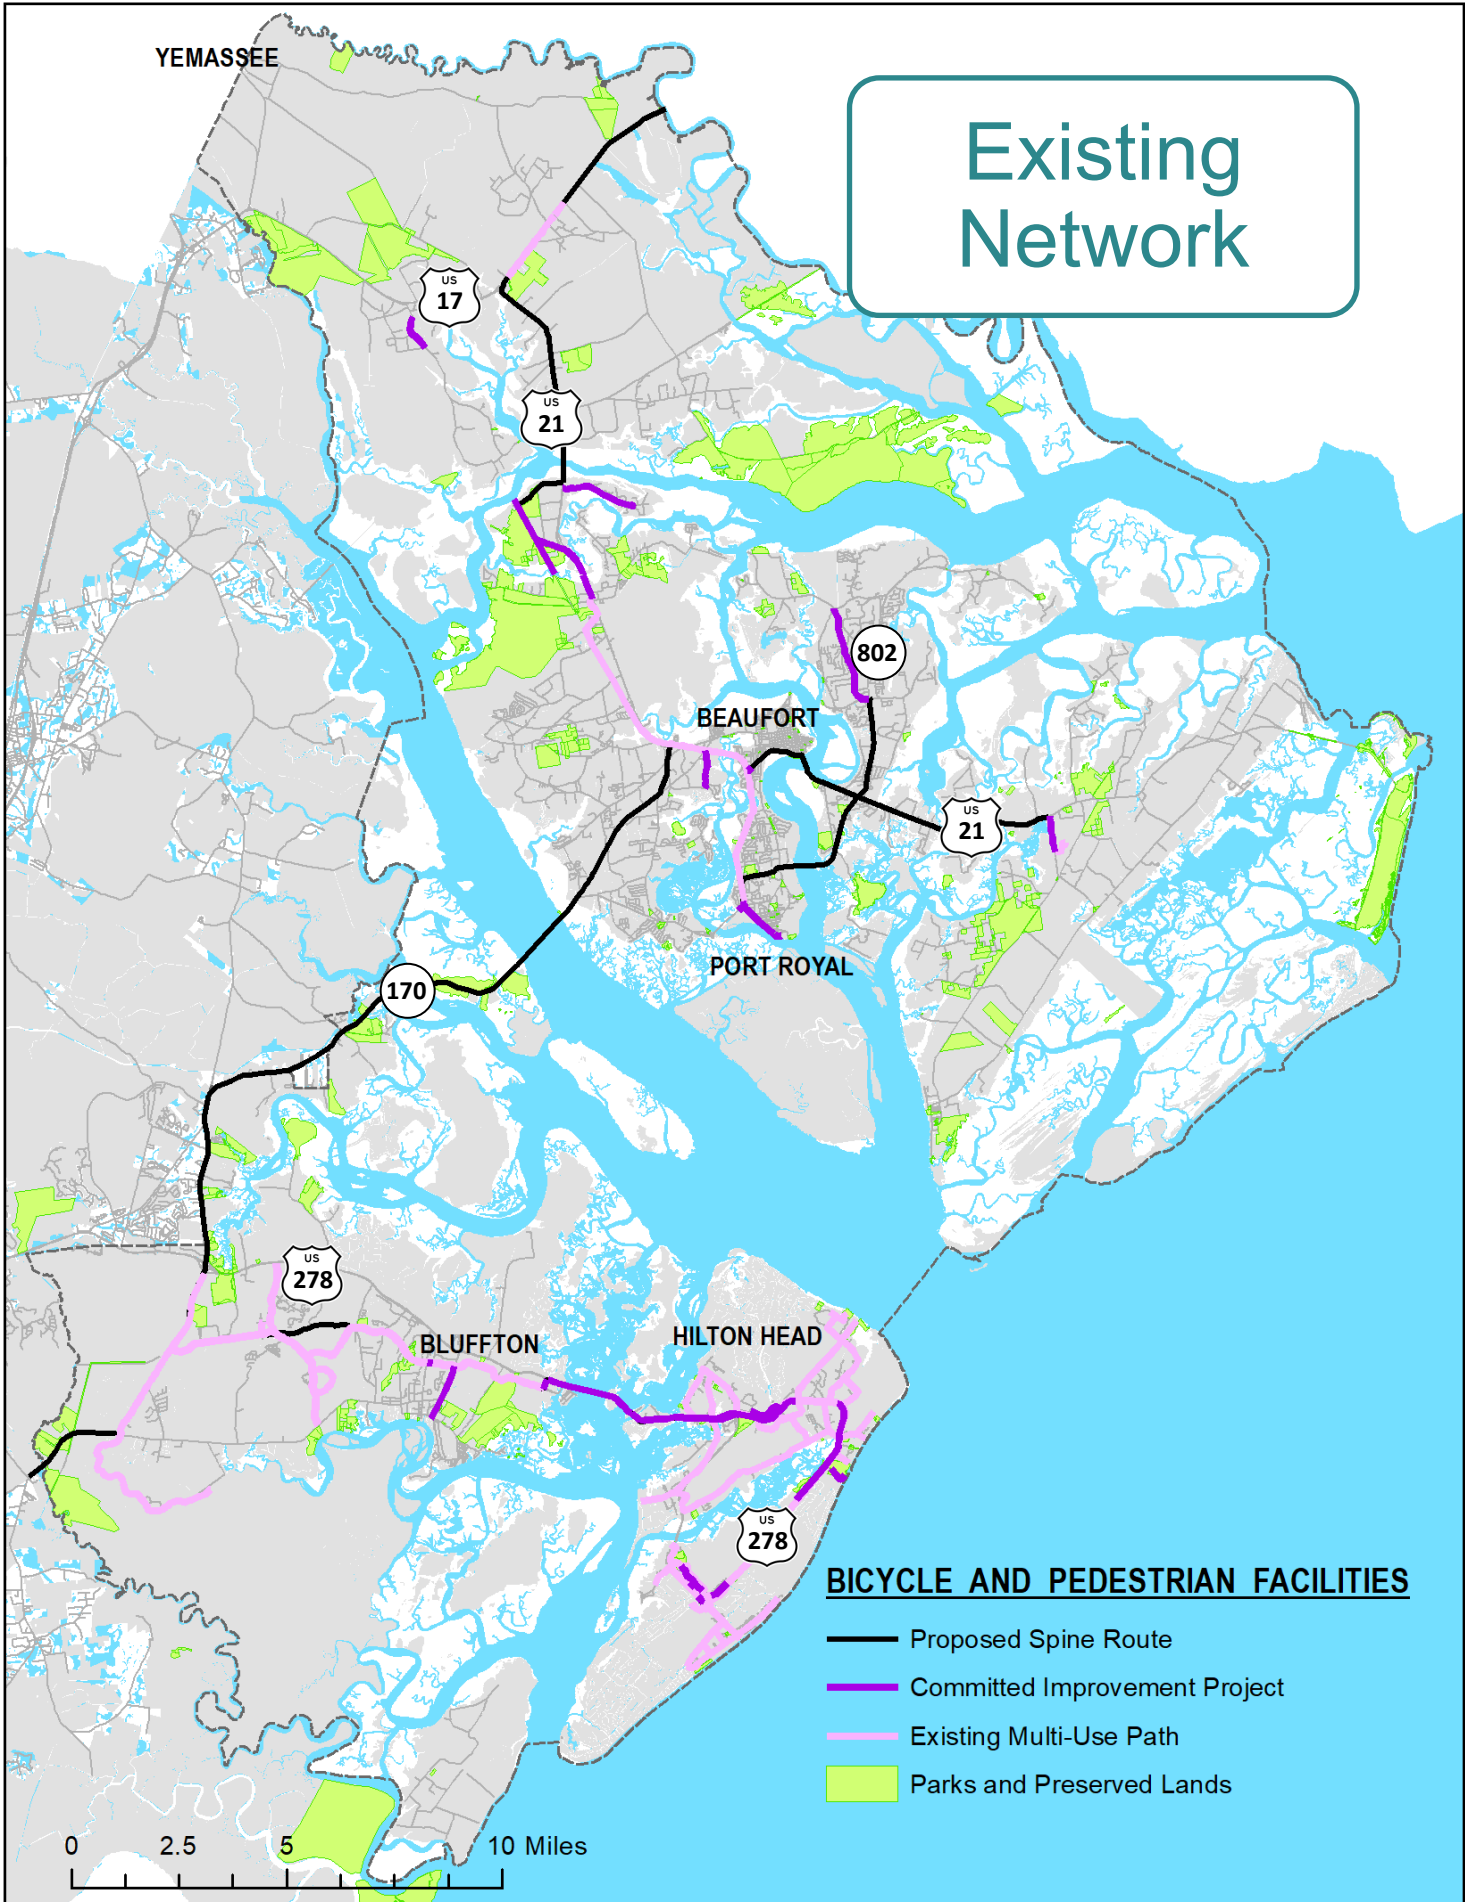 YEMASSEE
Existing
Network
US
17
US
21
802
BEAUFORT
US
21
PORT ROYAL
170
US
278
HILTON HEAD
BLUFFTON
US
278
BICYCLE AND PEDESTRIAN FACILITIES
Proposed Spine Route
Committed Improvement Project
Existing Multi-Use Path
Parks and Preserved Lands
0 2.5 5 10 Miles